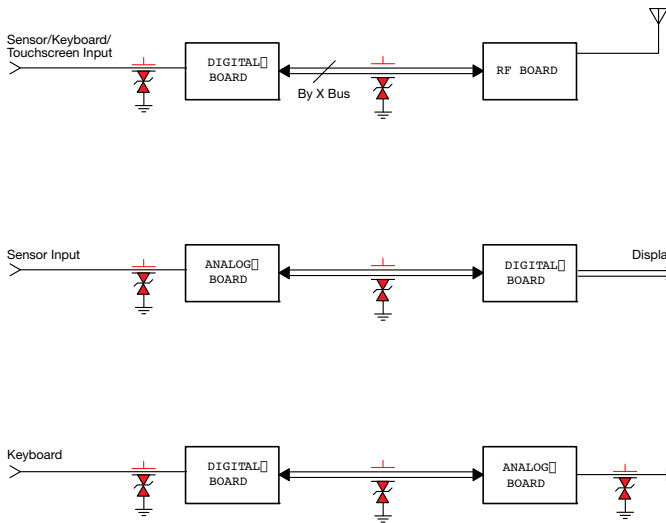 Sensor/Keyboard/
Touchscreen Input
DIGITAL
BOARD
By X Bus
RF BOARD
Sensor Input
ANALOG
BOARD
DIGITAL
BOARD
Displa
Keyboard
DIGITAL
BOARD
ANALOG
BOARD